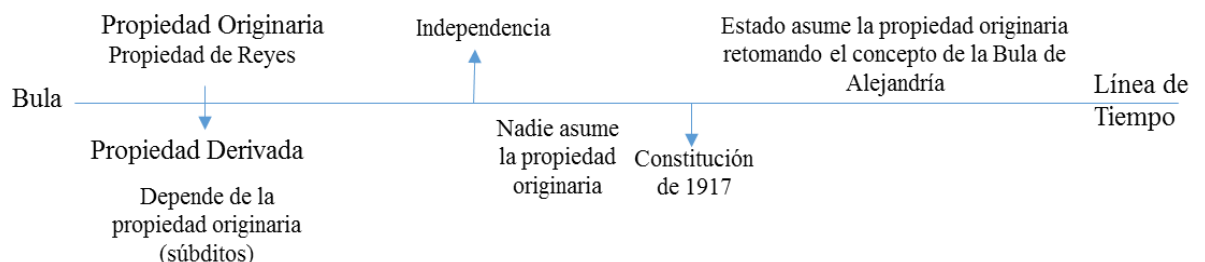 Bula
Propiedad Originaria
Propiedad de Reyes
Propiedad Derivada
Depende de la
propiedad originaria
(súbditos)
Independencia
Nadie asume
la propiedad
originaria
Constitución
de 1917
Estado asume la propiedad originaria
retomando el concepto de la Bula de
Alejandría
Línea de
Tiempo